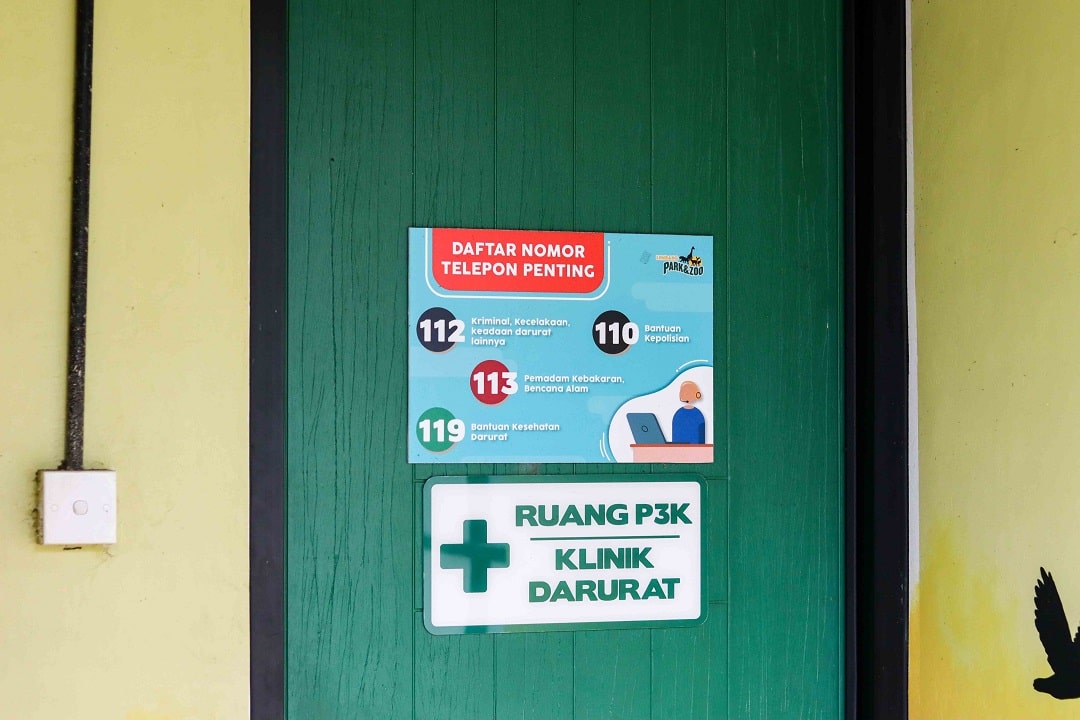 DAFTAR NOMOR
TELEPON PENTING
PARK&ZOO
112
Kriminal, Kecelakaan,
keadaan darurat
lainnya
110
Bantuan
Kepolisian
113
Pemadam Kebakaran,
Bencana Alam
119
Bantuan Kesehatan
Darurat
RUANG P3K
KLINIK
DARURAT